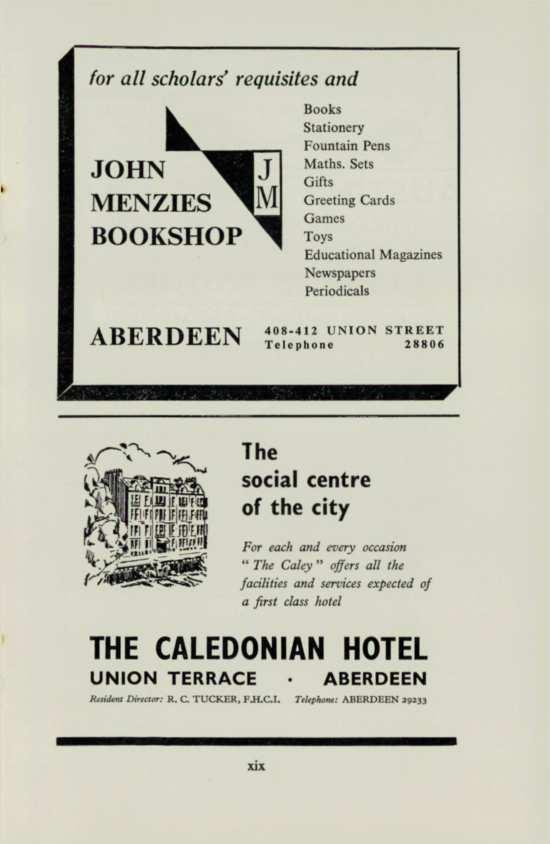 for all scholars' requisites and
JOHN
MENZIES
BOOKSHOP
J
M
Books
Stationery
Fountain Pens
Maths. Sets
Gifts
Greeting Cards
Games
Toys
Educational Magazines
Newspapers
Periodicals
ABERDEEN
408-412 UNION STREET
Telephone 28806
The
social centre
of the city
For each and every occasion
" The Caley " offers all the
facilities and services expected of
a first class hotel
THE CALEDONIAN HOTEL
UNION TERRACE · ABERDEEN
Resident Director: R. C. TUCKER, F.H.C.I. Telephone: ABERDEEN 29233
xix